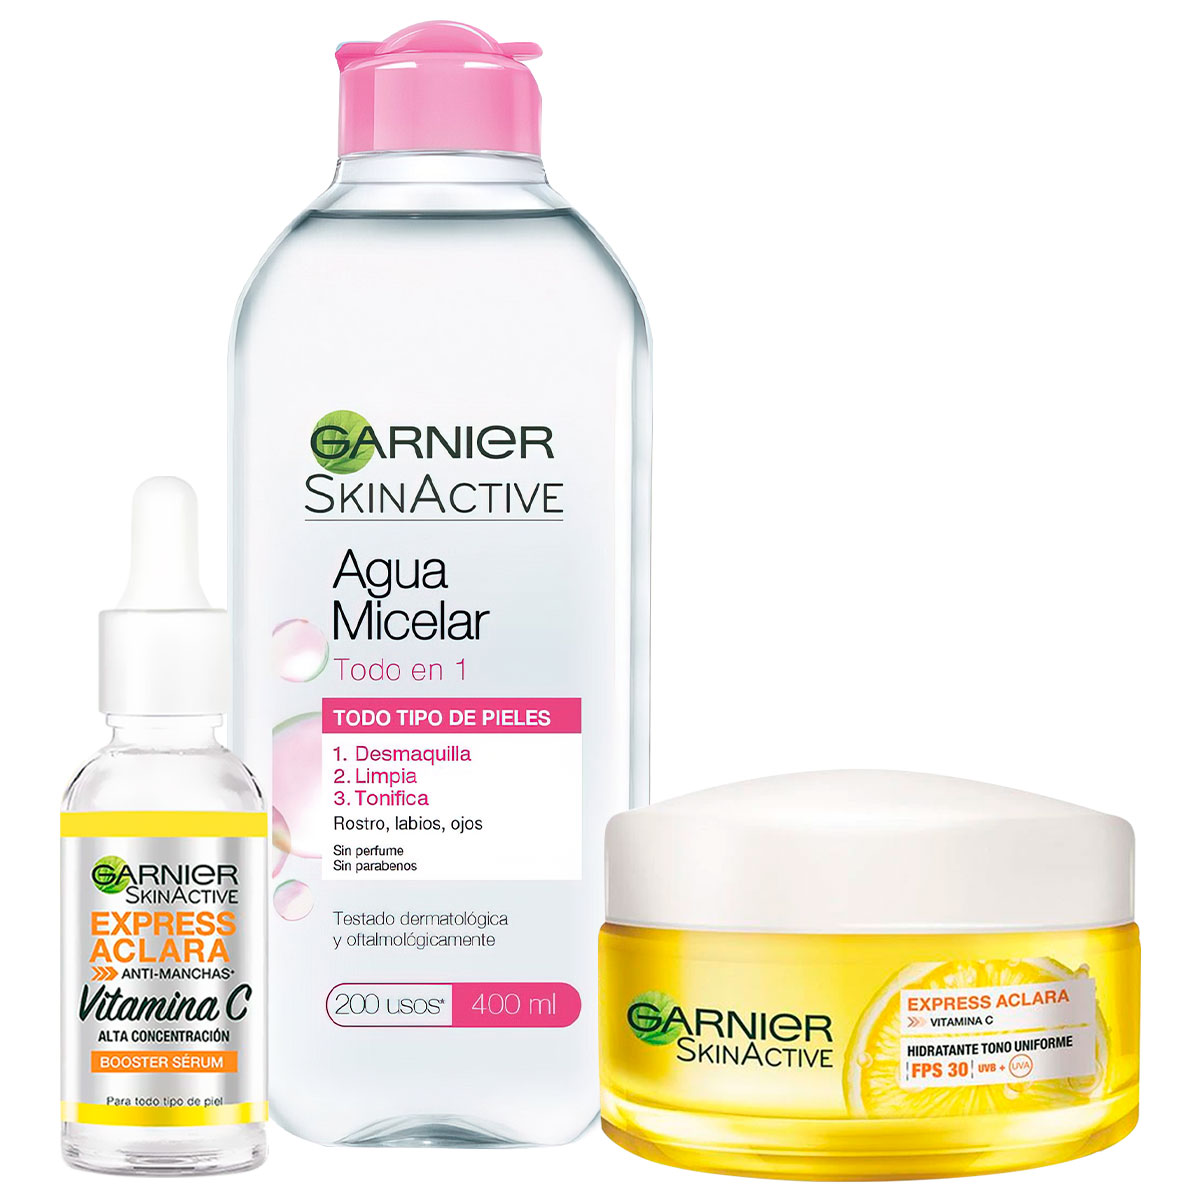 GARNIER
SKINACTIVE
Agua
Micelar
Todo en 1
TODO TIPO DE PIELES
1. Desmaquilla
2. Limpia
3. Tonifica
Rostro, labios, ojos
Sin perfume
Sin parabenos
Testado dermatológica
y oftalmológicamente
200 usos* 400 ml
GARNIER
SKINACTIVE
EXPRESS
ACLARA
ANTI-MANCHAS*
Vitamina C
ALTA CONCENTRACIÓN
BOOSTER SÉRUM
Para todo tipo de piel
GARNIER
SKINACTIVE
EXPRESS ACLARA
VITAMINA C
HIDRATANTE TONO UNIFORME
FPS 30 UVB + UVA